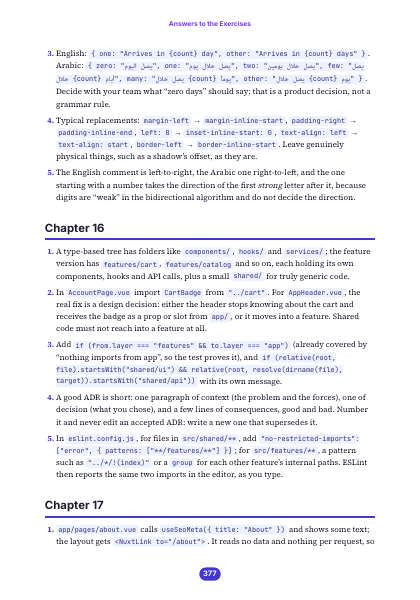 Answers to the Exercises
3. English: { one: "Arrives in {count} day", other: "Arrives in {count} days" } .
Arabic: { zero: "يصل اليوم", one: "يصل خلال يوم", two: "يصل خلال يومين", few: "يصل
خلال {count} أيام", many: "يصل خلال {count} يوماً", other: "يصل خلال {count} يوم" } .
Decide with your team what “zero days” should say; that is a product decision, not a
grammar rule.
4. Typical replacements: margin-left → margin-inline-start , padding-right →
padding-inline-end , left: 0 → inset-inline-start: 0 , text-align: left →
text-align: start , border-left → border-inline-start . Leave genuinely
physical things, such as a shadow’s offset, as they are.
5. The English comment is left-to-right, the Arabic one right-to-left, and the one
starting with a number takes the direction of the first strong letter after it, because
digits are “weak” in the bidirectional algorithm and do not decide the direction.
Chapter 16
1. A type-based tree has folders like components/ , hooks/ and services/ ; the feature
version has features/cart , features/catalog and so on, each holding its own
components, hooks and API calls, plus a small shared/ for truly generic code.
2. In AccountPage.vue import CartBadge from "../cart" . For AppHeader.vue , the
real fix is a design decision: either the header stops knowing about the cart and
receives the badge as a prop or slot from app/ , or it moves into a feature. Shared
code must not reach into a feature at all.
3. Add if (from.layer === "features" && to.layer === "app") (already covered by
“nothing imports from app”, so the test proves it), and if (relative(root,
file).startsWith("shared/ui") && relative(root, resolve(dirname(file),
target)).startsWith("shared/api")) with its own message.
4. A good ADR is short: one paragraph of context (the problem and the forces), one of
decision (what you chose), and a few lines of consequences, good and bad. Number
it and never edit an accepted ADR: write a new one that supersedes it.
5. In eslint.config.js , for files in src/shared/** , add "no-restricted-imports":
["error", { patterns: ["**/features/**"] }] ; for src/features/** , a pattern
such as "../*/!(index)" or a group for each other feature’s internal paths. ESLint
then reports the same two imports in the editor, as you type.
Chapter 17
1. app/pages/about.vue calls useSeoMeta({ title: "About" }) and shows some text;
the layout gets <NuxtLink to="/about"> . It reads no data and nothing per request, so
377